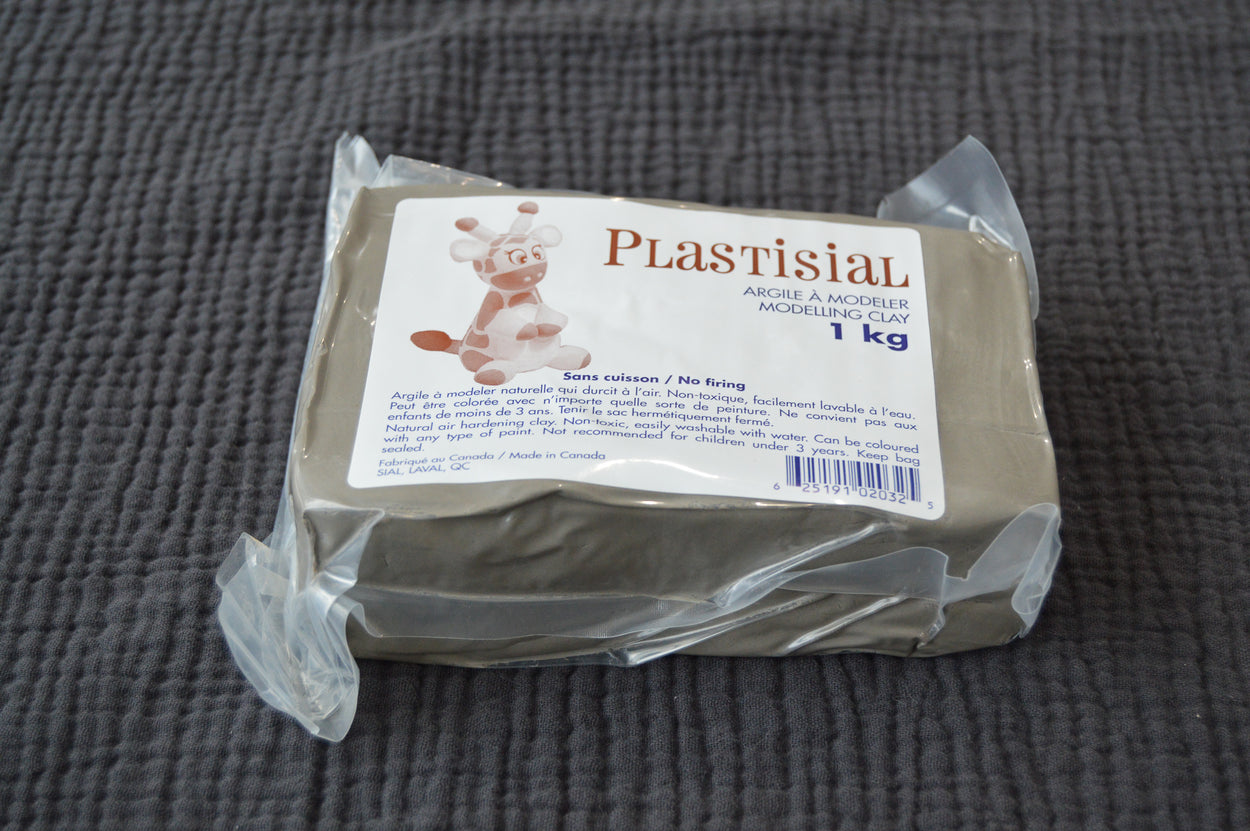 PLASTISIAL
ARGILE À MODELER
MODELLING CLAY
1 kg
Sans cuisson / No firing
Argile à modeler naturelle qui durcit à l'air. Non-toxique, facilement lavable à l'eau.
Peut être colorée avec n'importe quelle sorte de peinture. Ne convient pas aux
enfants de moins de 3 ans. Tenir le sac hermétiquement fermé.
Natural air hardening clay. Non-toxic, easily washable with water. Can be coloured
with any type of paint. Not recommended for children under 3 years. Keep bag
sealed.
Fabriqué au Canada / Made in Canada
SIAL, LAVAL, QC
6 25191 02032 5